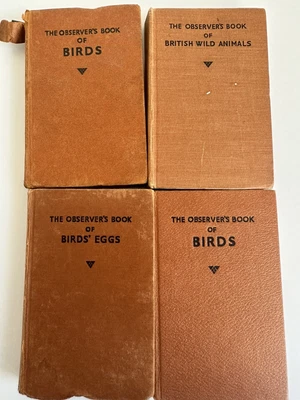 THE OBSERVER'S BOOK
OF
BIRDS
THE OBSERVER'S BOOK
OF
BRITISH WILD ANIMALS
THE OBSERVER'S BOOK
OF
BIRDS' EGGS
THE OBSERVER'S BOOK
OF
BIRDS